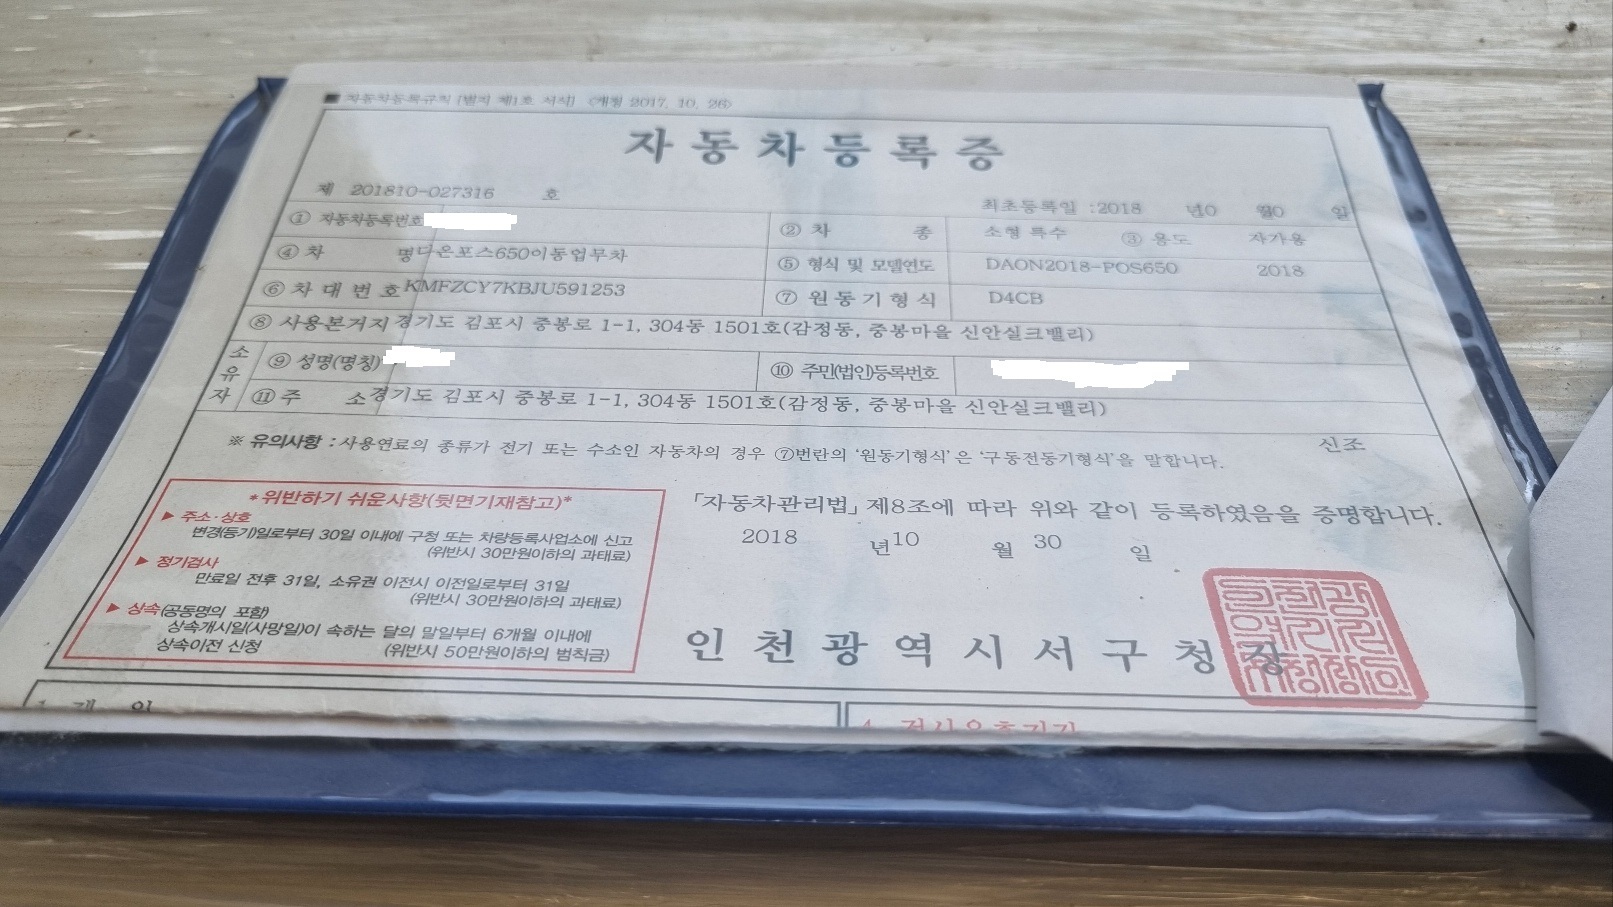 ■ 자동차등록규칙 [별지 제1호 서식] <개정 2017. 10. 26>
자동차등록증
제 201810-027316 호
최초등록일 :2018 년10 월30 일
① 자동차등록번호
② 차 종 소형 특수 ③ 용도 자가용
④ 차 명 다온포스650이동업무차
⑤ 형식 및 모델연도 DAON2018-POS650 2018
⑥ 차대번호 KMFZCY7KBJU591253
⑦ 원동기형식 D4CB
⑧ 사용본거지 경기도 김포시 중봉로 1-1, 304동 1501호(감정동, 중봉마을 신안실크밸리)
소유자
⑨ 성명(명칭)
⑩ 주민(법인)등록번호
⑪ 주 소 경기도 김포시 중봉로 1-1, 304동 1501호(감정동, 중봉마을 신안실크밸리)
신조
※ 유의사항 : 사용연료의 종류가 전기 또는 수소인 자동차의 경우 ⑦번란의 '원동기형식'은 '구동전동기형식'을 말합니다.
*위반하기 쉬운사항(뒷면기재참고)*
▶ 주소·상호
변경(등기)일로부터 30일 이내에 구청 또는 차량등록사업소에 신고
(위반시 30만원이하의 과태료)
▶ 정기검사
만료일 전후 31일, 소유권 이전시 이전일로부터 31일
(위반시 30만원이하의 과태료)
▶ 상속(공동명의 포함)
상속개시일(사망일)이 속하는 달의 말일부터 6개월 이내에
상속이전 신청 (위반시 50만원이하의 범칙금)
「자동차관리법」 제8조에 따라 위와 같이 등록하였음을 증명합니다.
2018 년10 월 30 일
인천광역시서구청장